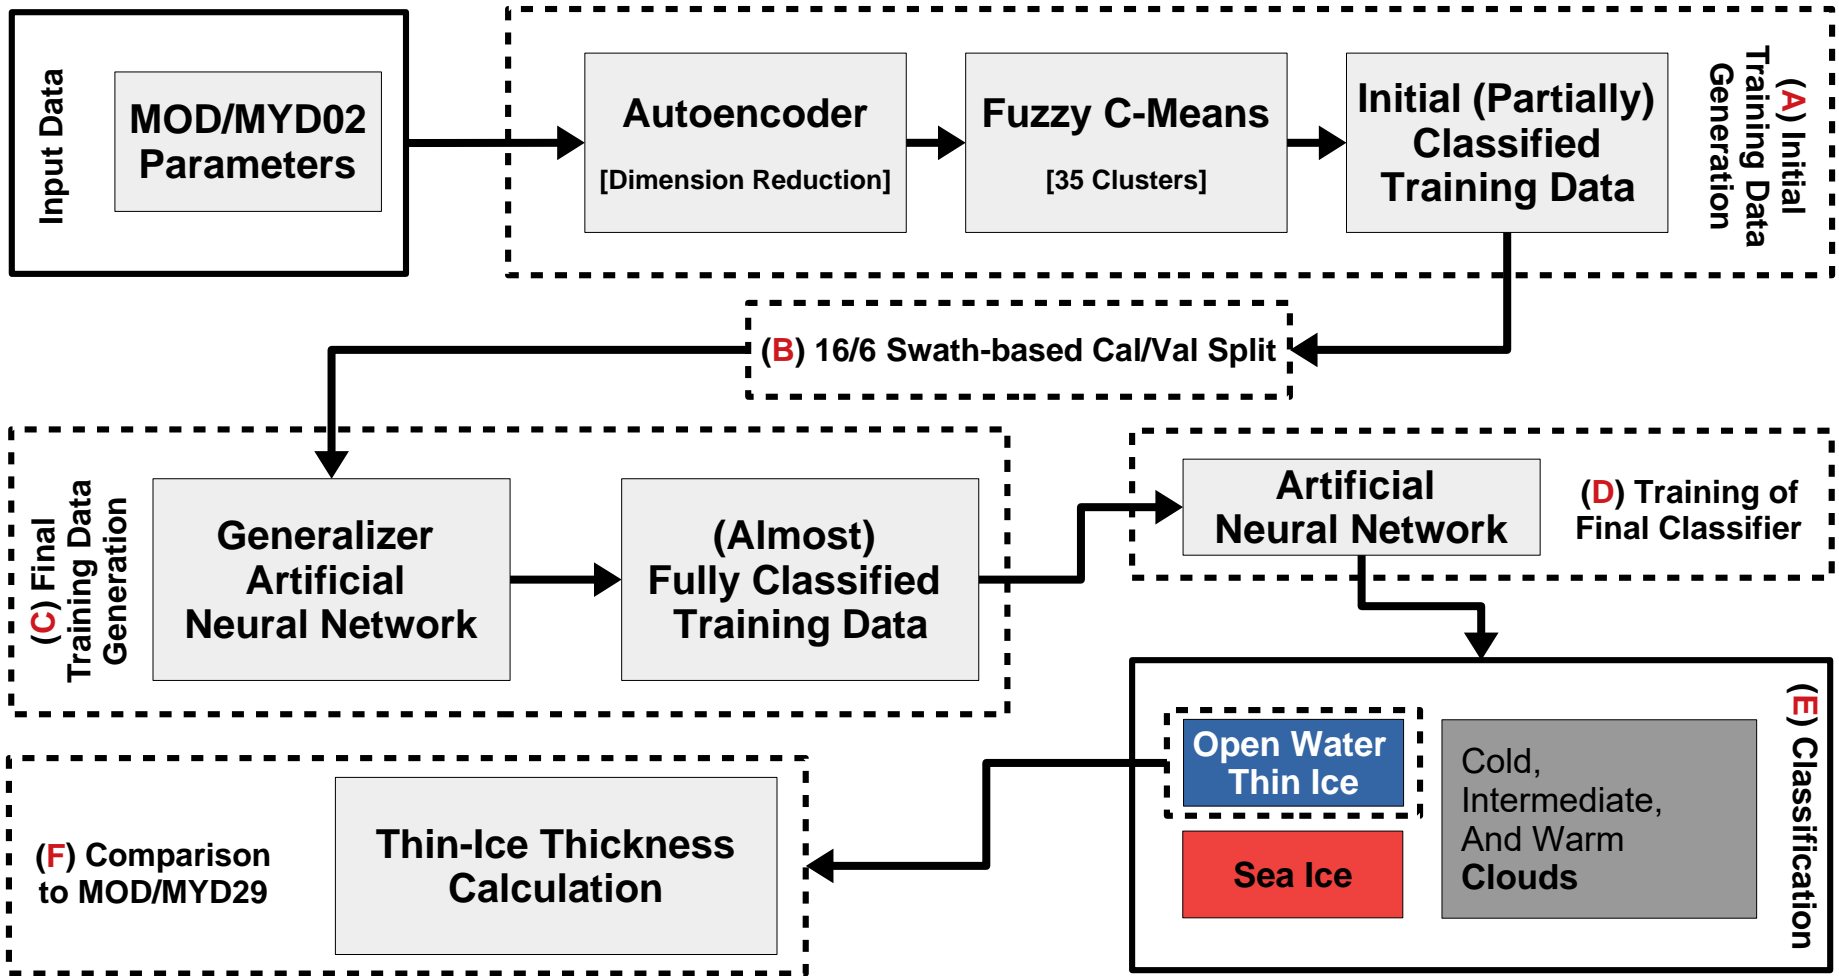 Input Data
MOD/MYD02
Parameters
Autoencoder
[Dimension Reduction]
Fuzzy C-Means
[35 Clusters]
Initial (Partially)
Classified
Training Data
(A) Initial
Training Data
Generation
(B) 16/6 Swath-based Cal/Val Split
(C) Final
Training Data
Generation
Generalizer
Artificial
Neural Network
(Almost)
Fully Classified
Training Data
Artificial
Neural Network
(D) Training of
Final Classifier
Open Water
Thin Ice
Sea Ice
Cold,
Intermediate,
And Warm
Clouds
(E) Classification
(F) Comparison
to MOD/MYD29
Thin-Ice Thickness
Calculation